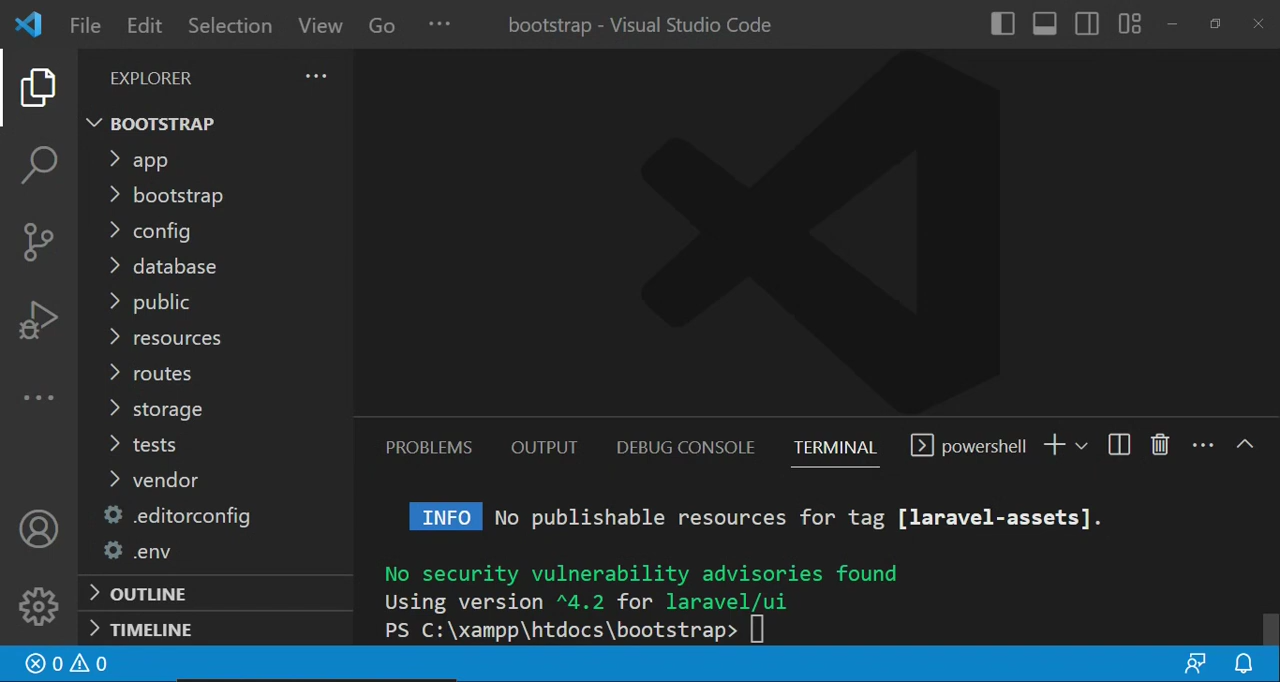 File Edit Selection View Go ··· bootstrap - Visual Studio Code
EXPLORER ···
BOOTSTRAP
app
bootstrap
config
database
public
resources
routes
storage
tests
vendor
.editorconfig
.env
OUTLINE
TIMELINE
PROBLEMS OUTPUT DEBUG CONSOLE TERMINAL powershell ···
INFO No publishable resources for tag [laravel-assets].
No security vulnerability advisories found
Using version ^4.2 for laravel/ui
PS C:\xampp\htdocs\bootstrap>
0 0